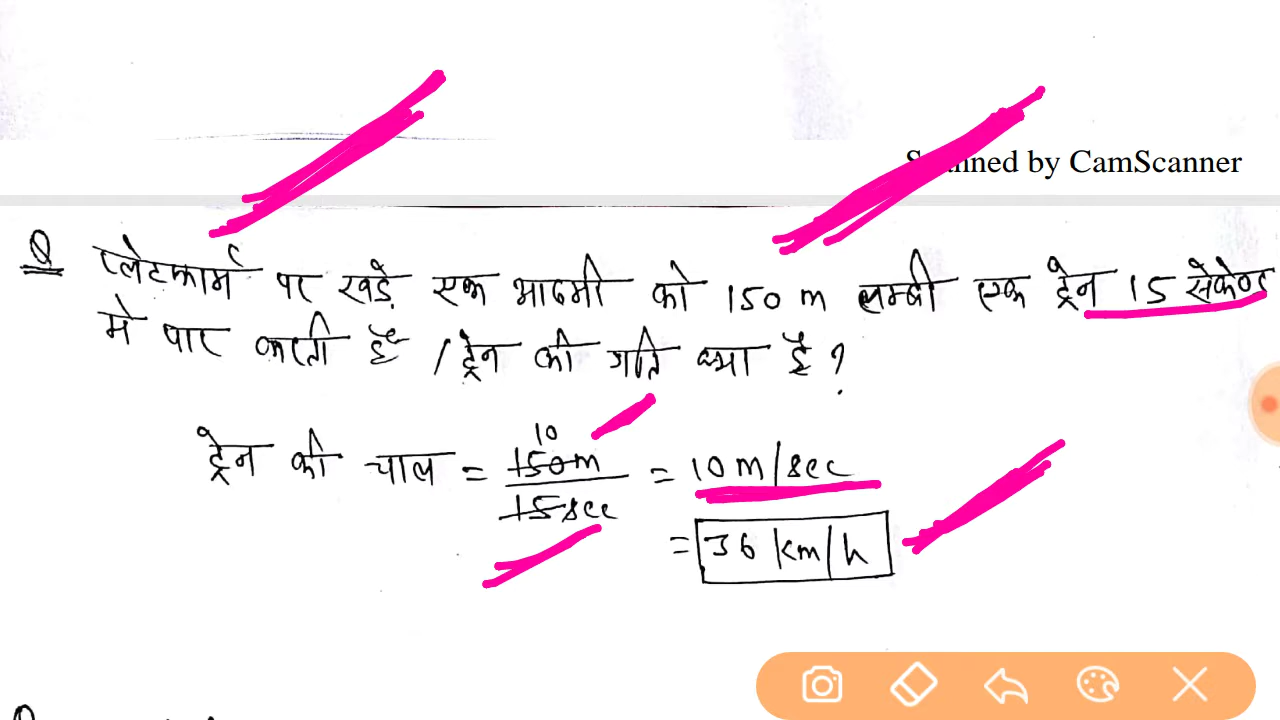 Scanned by CamScanner
Q प्लेटफार्म पर खड़े एक आदमी को 150 m लम्बी एक ट्रेन 15 सेकेण्ड
मे पार करती है / ट्रेन की गति क्या है ?
ट्रेन की चाल = 150m / 15sec = 10 m/sec
10
= 36 km/h